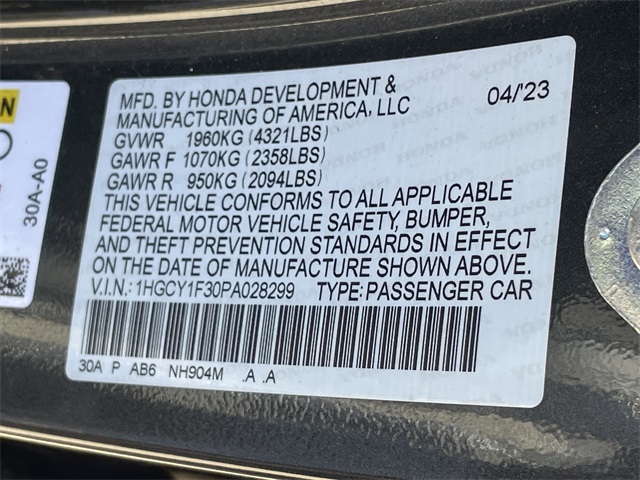 MFD. BY HONDA DEVELOPMENT & 04/'23
MANUFACTURING OF AMERICA, LLC
GVWR 1960KG (4321LBS)
GAWR F 1070KG (2358LBS)
GAWR R 950KG (2094LBS)
THIS VEHICLE CONFORMS TO ALL APPLICABLE
FEDERAL MOTOR VEHICLE SAFETY, BUMPER,
AND THEFT PREVENTION STANDARDS IN EFFECT
ON THE DATE OF MANUFACTURE SHOWN ABOVE.
V.I.N.: 1HGCY1F30PA028299 TYPE: PASSENGER CAR
30A P AB6 NH904M .A .A
30A-A0